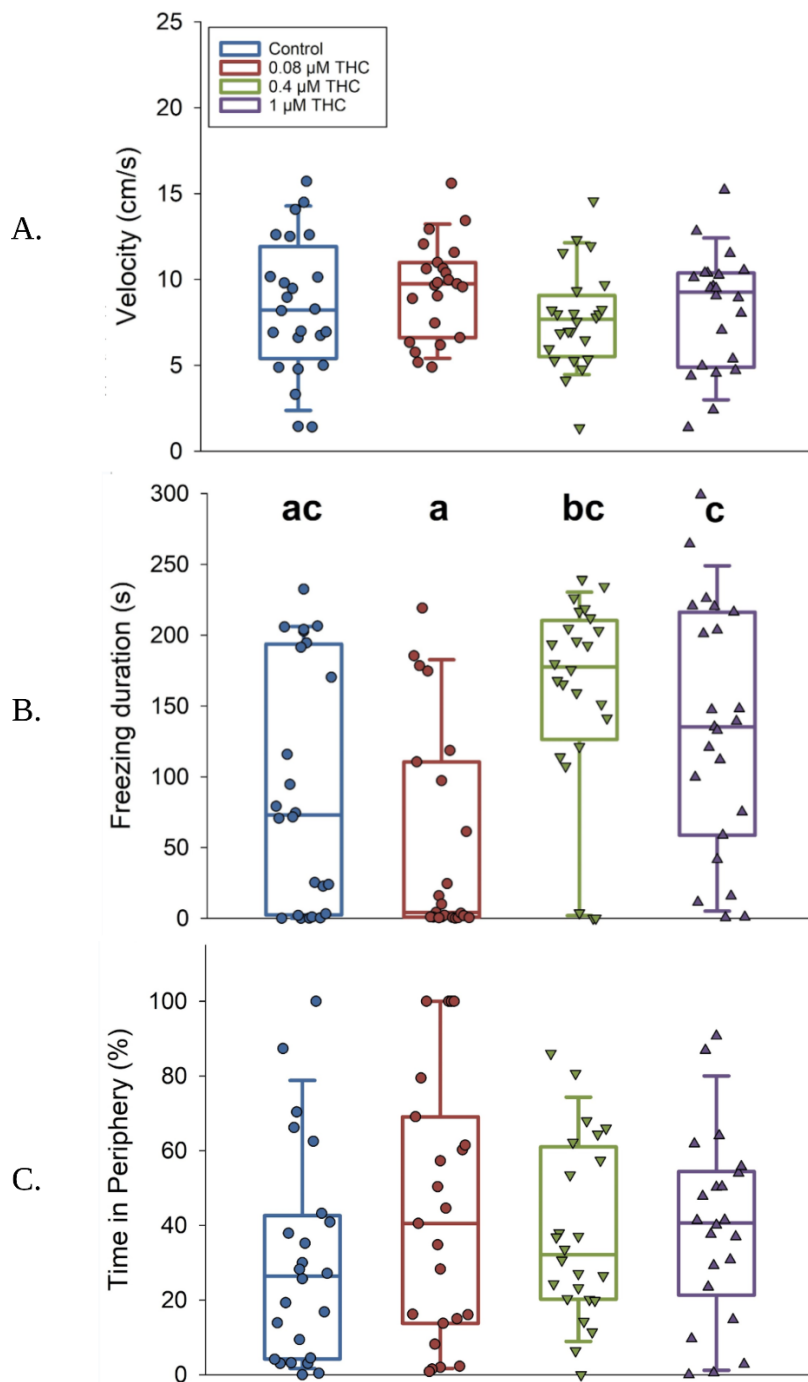 25
20
15
10
5
0
Velocity (cm/s)
Control
0.08 µM THC
0.4 µM THC
1 µM THC
A.
300
250
200
150
100
50
0
Freezing duration (s)
ac a bc c
B.
100
80
60
40
20
0
Time in Periphery (%)
C.